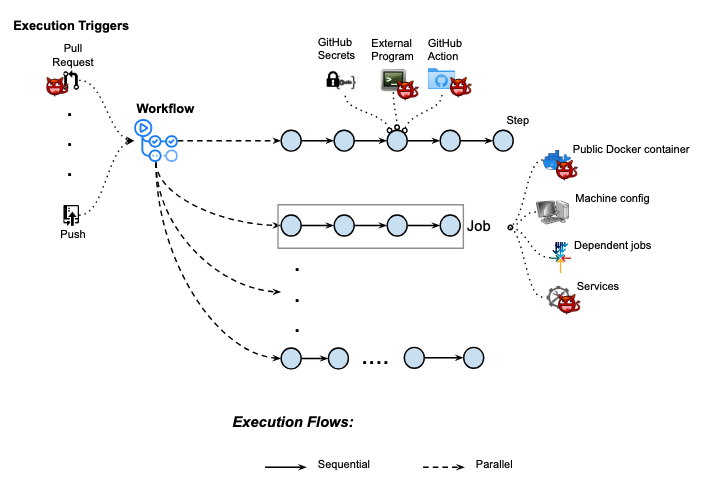 Execution Triggers
Pull
Request
GitHub
Secrets
External
Program
GitHub
Action
Workflow
Step
Public Docker container
Machine config
Push
Job
Dependent jobs
Services
Execution Flows:
Sequential
Parallel